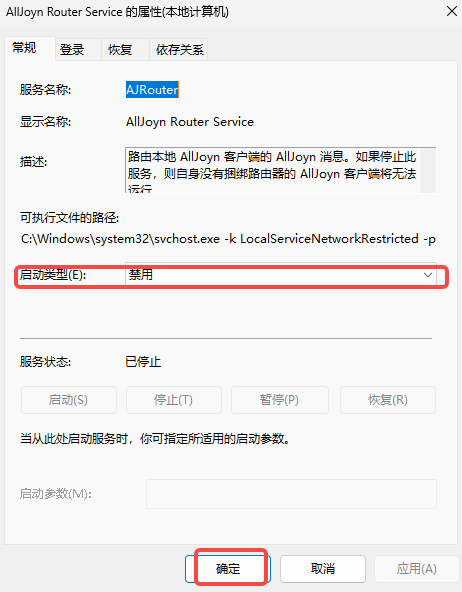 AllJoyn Router Service 的属性(本地计算机)
常规 登录 恢复 依存关系
服务名称: AJRouter
显示名称: AllJoyn Router Service
描述: 路由本地 AllJoyn 客户端的 AllJoyn 消息。如果停止此
服务，则自身没有捆绑路由器的 AllJoyn 客户端将无法
运行
可执行文件的路径:
C:\Windows\system32\svchost.exe -k LocalServiceNetworkRestricted -p
启动类型(E): 禁用
服务状态: 已停止
启动(S) 停止(T) 暂停(P) 恢复(R)
当从此处启动服务时，你可指定所适用的启动参数。
启动参数(M):
确定 取消 应用(A)